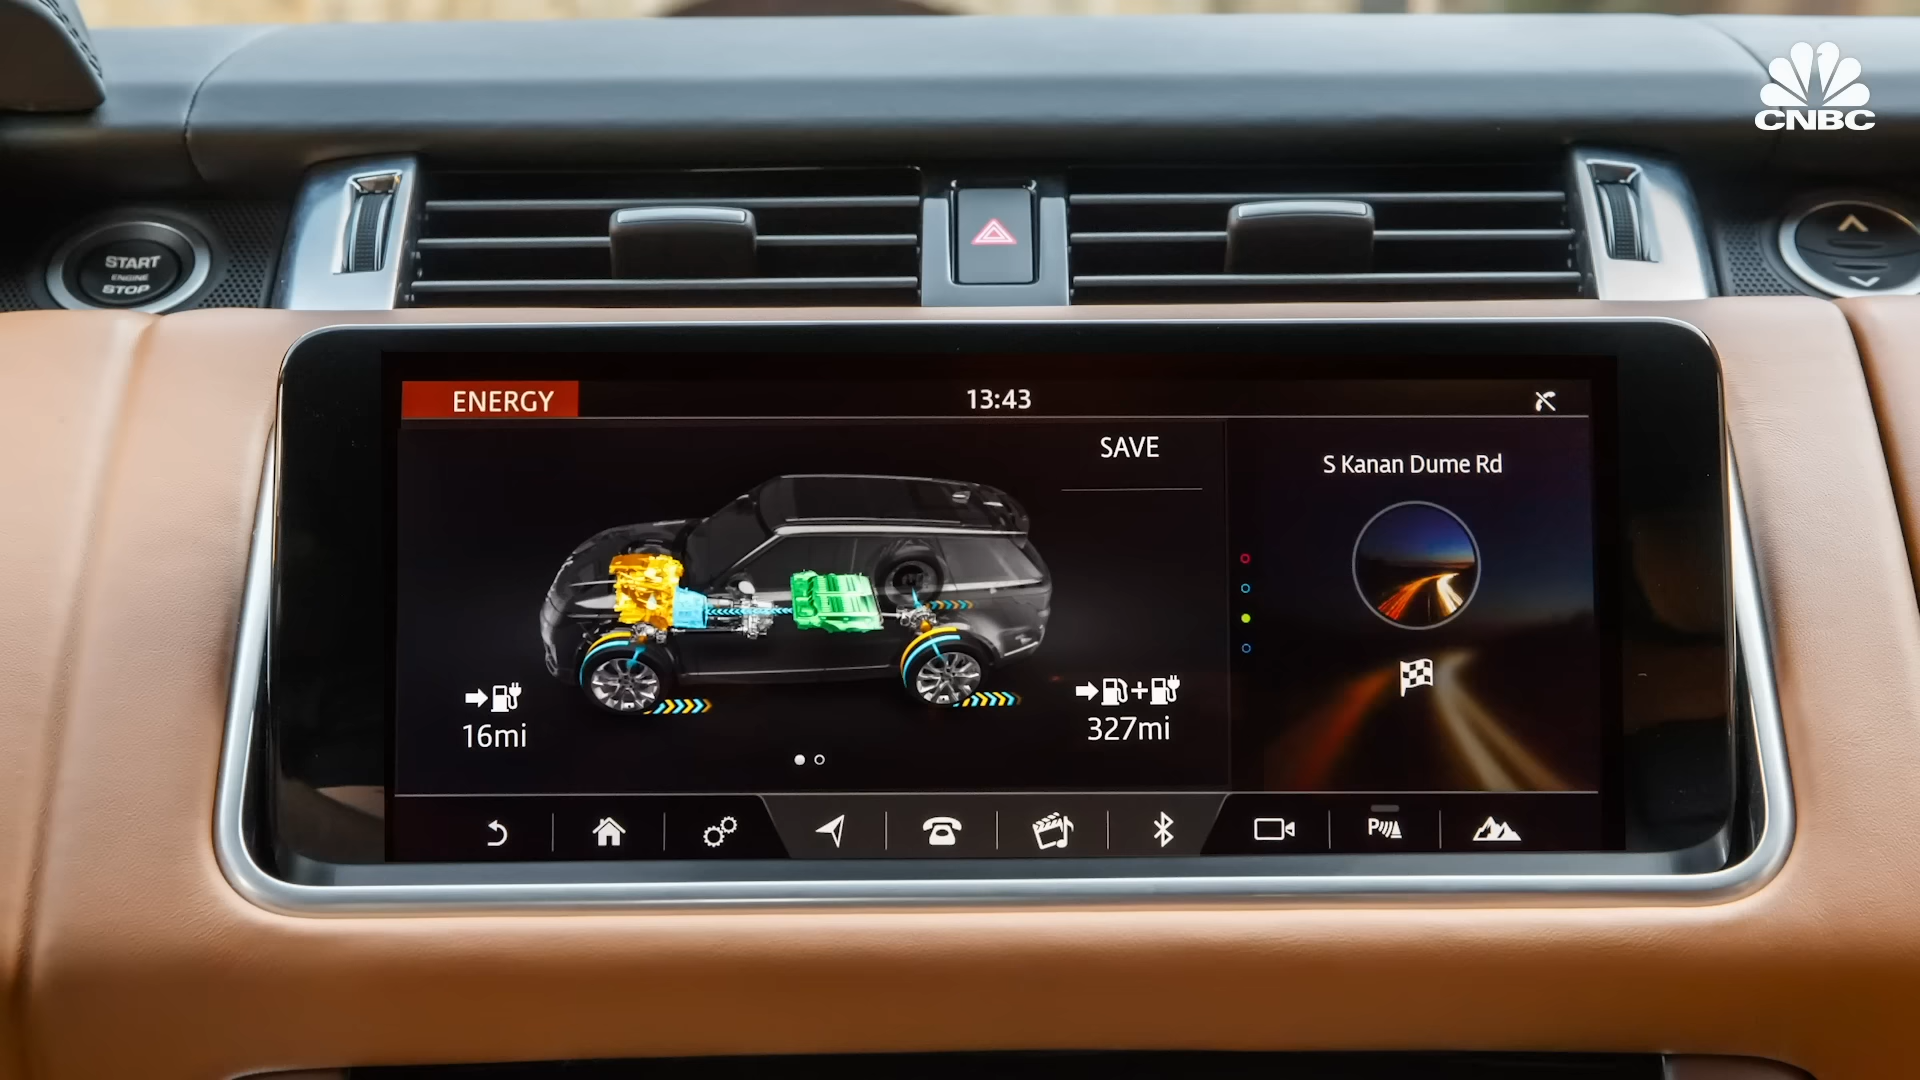 CNBC
START
ENGINE
STOP
ENERGY
13:43
SAVE
S Kanan Dume Rd
16mi
+
327mi
P